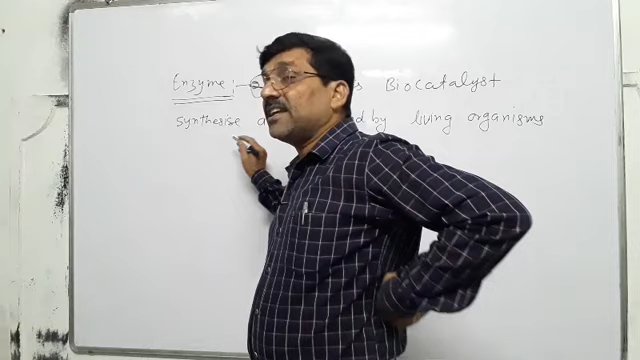 Enzyme:- BioCatalyst
synthesise by living organisms